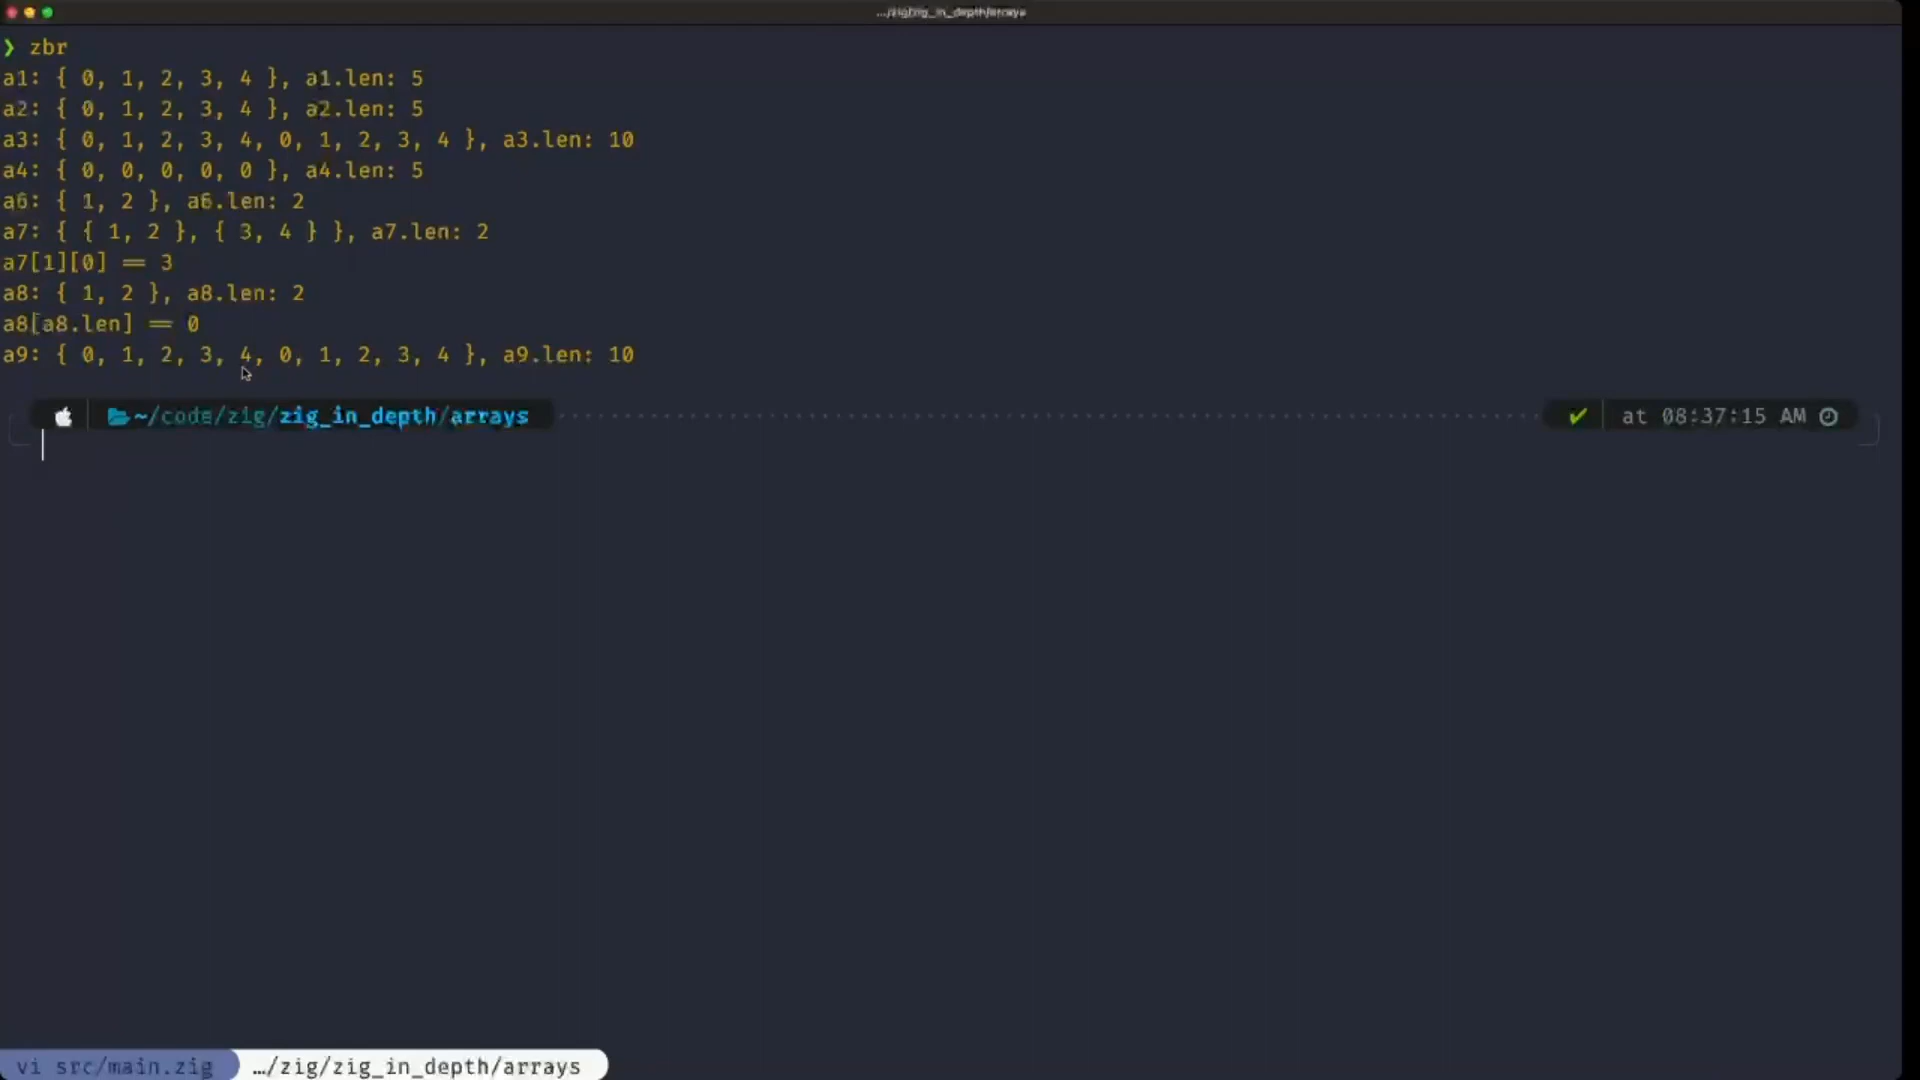 .../zig/zig_in_depth/arrays
❯ zbr
a1: { 0, 1, 2, 3, 4 }, a1.len: 5
a2: { 0, 1, 2, 3, 4 }, a2.len: 5
a3: { 0, 1, 2, 3, 4, 0, 1, 2, 3, 4 }, a3.len: 10
a4: { 0, 0, 0, 0, 0 }, a4.len: 5
a6: { 1, 2 }, a6.len: 2
a7: { { 1, 2 }, { 3, 4 } }, a7.len: 2
a7[1][0] == 3
a8: { 1, 2 }, a8.len: 2
a8[a8.len] == 0
a9: { 0, 1, 2, 3, 4, 0, 1, 2, 3, 4 }, a9.len: 10
~/code/zig/zig_in_depth/arrays ✔ at 08:37:15 AM
vi src/main.zig …/zig/zig_in_depth/arrays